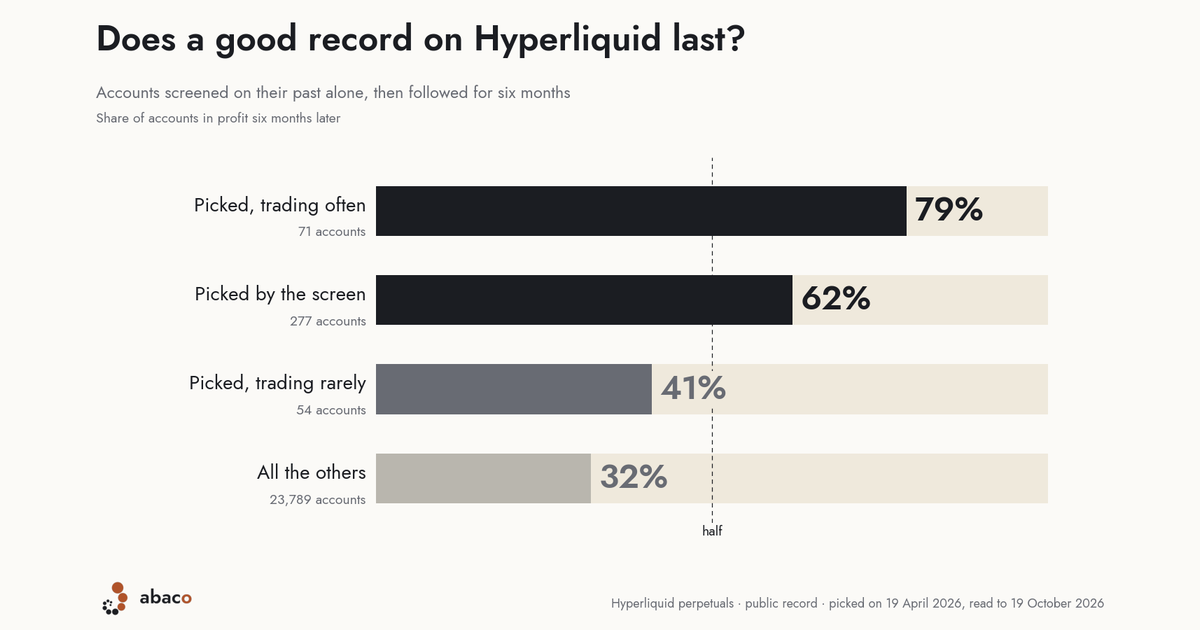 Does a good record on Hyperliquid last?
Accounts screened on their past alone, then followed for six months
Share of accounts in profit six months later
Picked, trading often
71 accounts
79%
Picked by the screen
277 accounts
62%
Picked, trading rarely
54 accounts
41%
All the others
23,789 accounts
32%
half
abaco
Hyperliquid perpetuals · public record · picked on 19 April 2026, read to 19 October 2026